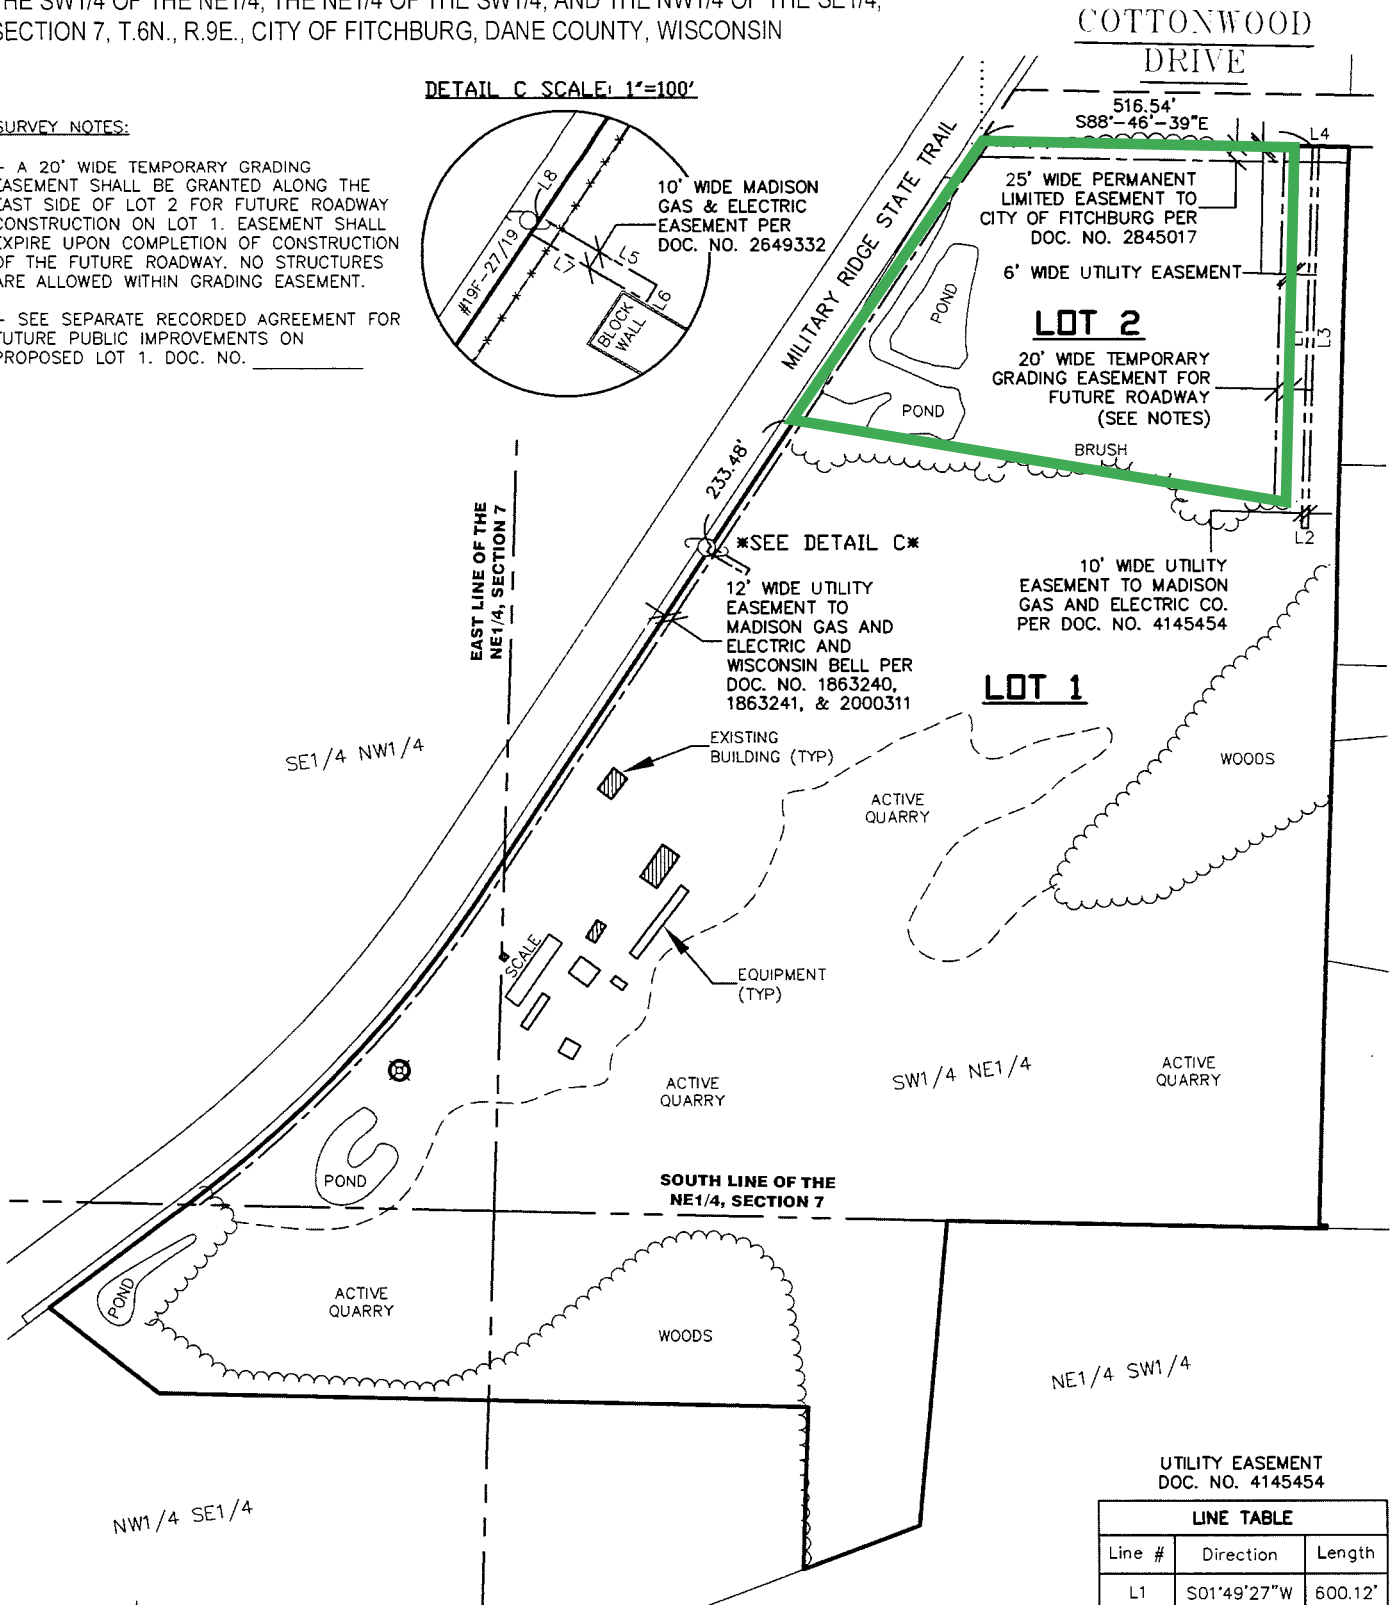 THE SW1/4 OF THE NE1/4, THE NE1/4 OF THE SW1/4, AND THE NW1/4 OF THE SE1/4,
SECTION 7, T.6N., R.9E., CITY OF FITCHBURG, DANE COUNTY, WISCONSIN
COTTONWOOD
DRIVE
DETAIL C SCALE: 1"=100'
SURVEY NOTES:
- A 20' WIDE TEMPORARY GRADING
EASEMENT SHALL BE GRANTED ALONG THE
EAST SIDE OF LOT 2 FOR FUTURE ROADWAY
CONSTRUCTION ON LOT 1. EASEMENT SHALL
EXPIRE UPON COMPLETION OF CONSTRUCTION
OF THE FUTURE ROADWAY. NO STRUCTURES
ARE ALLOWED WITHIN GRADING EASEMENT.
- SEE SEPARATE RECORDED AGREEMENT FOR
FUTURE PUBLIC IMPROVEMENTS ON
PROPOSED LOT 1. DOC. NO. __________
#19F-27/19
L8
L7
L5
L6
BLOCK
WALL
10' WIDE MADISON
GAS & ELECTRIC
EASEMENT PER
DOC. NO. 2649332
MILITARY RIDGE STATE TRAIL
516.54'
S88°-46'-39"E
L4
25' WIDE PERMANENT
LIMITED EASEMENT TO
CITY OF FITCHBURG PER
DOC. NO. 2845017
6' WIDE UTILITY EASEMENT
POND
LOT 2
L1
L3
20' WIDE TEMPORARY
GRADING EASEMENT FOR
FUTURE ROADWAY
(SEE NOTES)
POND
BRUSH
233.48'
L2
EAST LINE OF THE
NE1/4, SECTION 7
*SEE DETAIL C*
12' WIDE UTILITY
EASEMENT TO
MADISON GAS AND
ELECTRIC AND
WISCONSIN BELL PER
DOC. NO. 1863240,
1863241, & 2000311
10' WIDE UTILITY
EASEMENT TO MADISON
GAS AND ELECTRIC CO.
PER DOC. NO. 4145454
LOT 1
SE1/4 NW1/4
EXISTING
BUILDING (TYP)
WOODS
ACTIVE
QUARRY
SCALE
EQUIPMENT
(TYP)
ACTIVE
QUARRY
SW1/4 NE1/4
ACTIVE
QUARRY
POND
SOUTH LINE OF THE
NE1/4, SECTION 7
POND
ACTIVE
QUARRY
WOODS
NE1/4 SW1/4
NW1/4 SE1/4
UTILITY EASEMENT
DOC. NO. 4145454
LINE TABLE
Line # Direction Length
L1 S01°49'27"W 600.12'